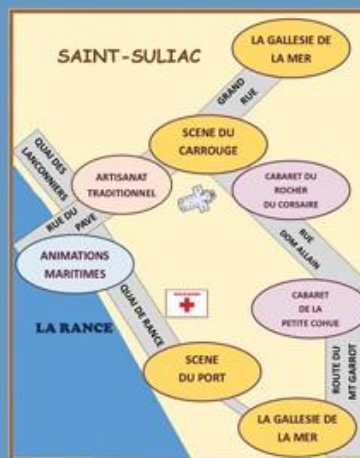 SAINT-SULIAC
LA GALLESIE DE
LA MER
GRAND
RUE
SCENE DU
CARROUGE
QUAI DES
LANCONNIERS
ARTISANAT
TRADITIONNEL
CABARET DU
ROCHER
DU CORSAIRE
RUE DU
PAVE
RUE
DOM ALLAIN
ANIMATIONS
MARITIMES
CABARET
DE LA
PETITE COHUE
LA RANCE
QUAI DE RANCE
SCENE
DU PORT
ROUTE DU
MT GARROT
LA GALLESIE DE
LA MER